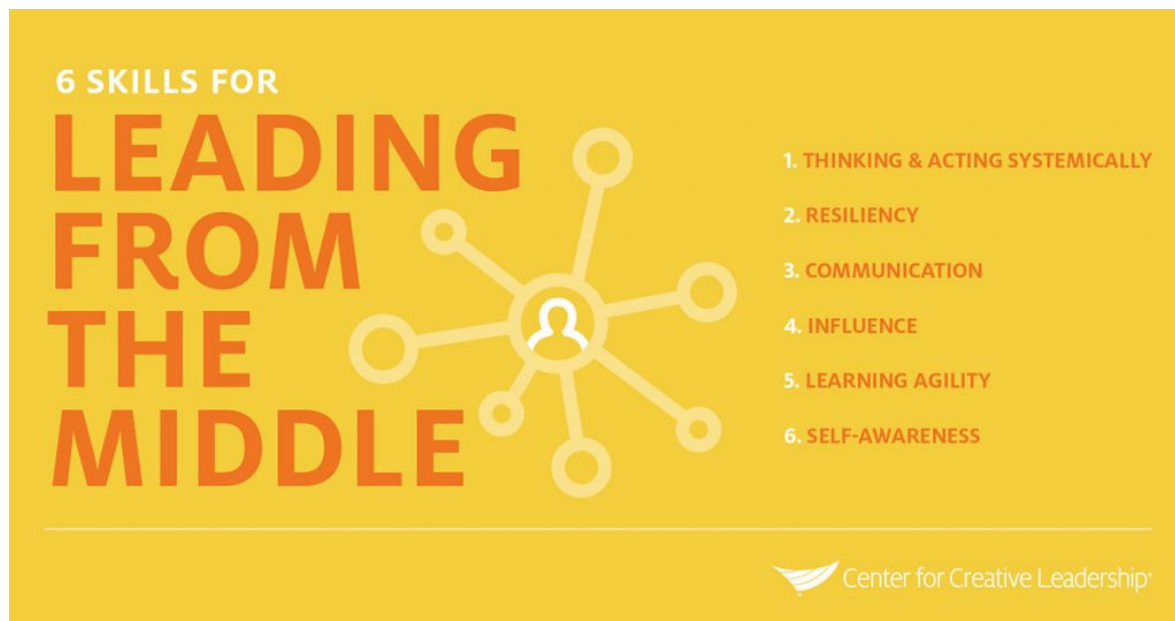 6 SKILLS FOR
LEADING
FROM
THE
MIDDLE
1. THINKING & ACTING SYSTEMICALLY
2. RESILIENCY
3. COMMUNICATION
4. INFLUENCE
5. LEARNING AGILITY
6. SELF-AWARENESS
Center for Creative Leadership®